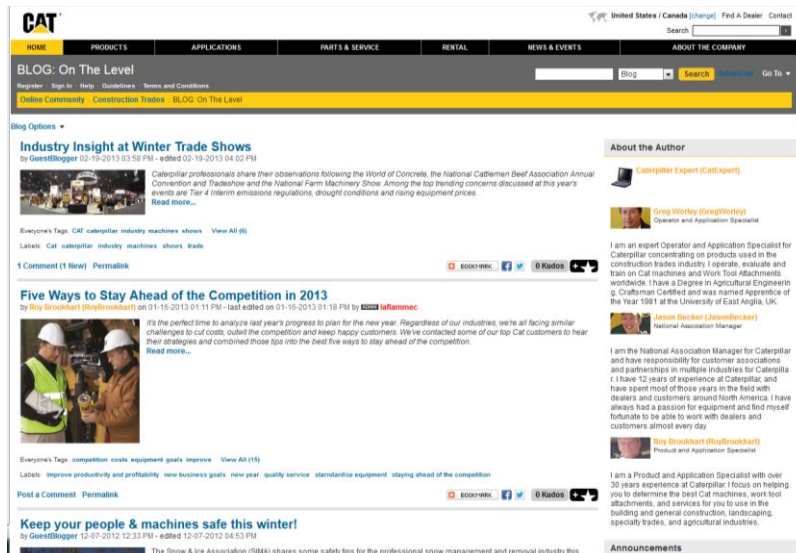 CAT
United States / Canada [change] Find A Dealer Contact
Search
HOME PRODUCTS APPLICATIONS PARTS & SERVICE RENTAL NEWS & EVENTS ABOUT THE COMPANY
BLOG: On The Level
Blog Search Advanced Go To
Register Sign In Help Guidelines Terms and Conditions
Online Community : Construction Trades : BLOG: On The Level
Blog Options
Industry Insight at Winter Trade Shows
by GuestBlogger 02-19-2013 03:58 PM - edited 02-19-2013 04:02 PM
Caterpillar professionals share their observations following the World of Concrete, the National Cattlemen Beef Association Annual
Convention and Tradeshow and the National Farm Machinery Show. Among the top trending concerns discussed at this year's
events are Tier 4 Interim emissions regulations, drought conditions and rising equipment prices.
Read more...
Everyone's Tags: CAT caterpillar industry machines shows View All (6)
Labels: Cat caterpillar industry machines shows trade
1 Comment (1 New) Permalink
BOOKMARK 0 Kudos
Five Ways to Stay Ahead of the Competition in 2013
by Roy Brookhart (RoyBrookhart) on 01-16-2013 01:11 PM - last edited on 01-16-2013 01:18 PM by laflammec
It's the perfect time to analyze last year's progress to plan for the new year. Regardless of our industries, we're all facing similar
challenges to cut costs, outwit the competition and keep happy customers. We've contacted some of our top Cat customers to hear
their strategies and combined those tips into the best five ways to stay ahead of the competition.
Read more...
Everyone's Tags: competition costs equipment goals improve View All (15)
Labels: improve productivity and profitability new business goals new year quality service standardize equipment staying ahead of the competition
Post a Comment Permalink
BOOKMARK 0 Kudos
Keep your people & machines safe this winter!
by GuestBlogger 12-07-2012 12:33 PM - edited 12-07-2012 04:53 PM
The Snow & Ice Association (SIMA) shares some safety tips for the professional snow management and removal industry this
About the Author
Caterpillar Expert (CatExpert)
Greg Worley (GregWorley)
Operator and Application Specialist
I am an expert Operator and Application Specialist for
Caterpillar concentrating on products used in the
construction trades industry. I operate, evaluate and
train on Cat machines and Work Tool Attachments
worldwide. I have a Degree in Agricultural Engineerin
g, Craftsman Certified and was named Apprentice of
the Year 1981 at the University of East Anglia, UK.
Jason Becker (JasonBecker)
National Association Manager
I am the National Association Manager for Caterpillar
and have responsibility for customer associations
and partnerships in multiple industries for Caterpilla
r. I have 12 years of experience at Caterpillar, and
have spent most of those years in the field with
dealers and customers around North America. I have
always had a passion for equipment and find myself
fortunate to be able to work with dealers and
customers almost every day.
Roy Brookhart (RoyBrookhart)
Product and Application Specialist
I am a Product and Application Specialist with over
30 years experience at Caterpillar. I focus on helping
you to determine the best Cat machines, work tool
attachments, and services for you to use in the
building and general construction, landscaping,
specialty trades, and agricultural industries.
Announcements